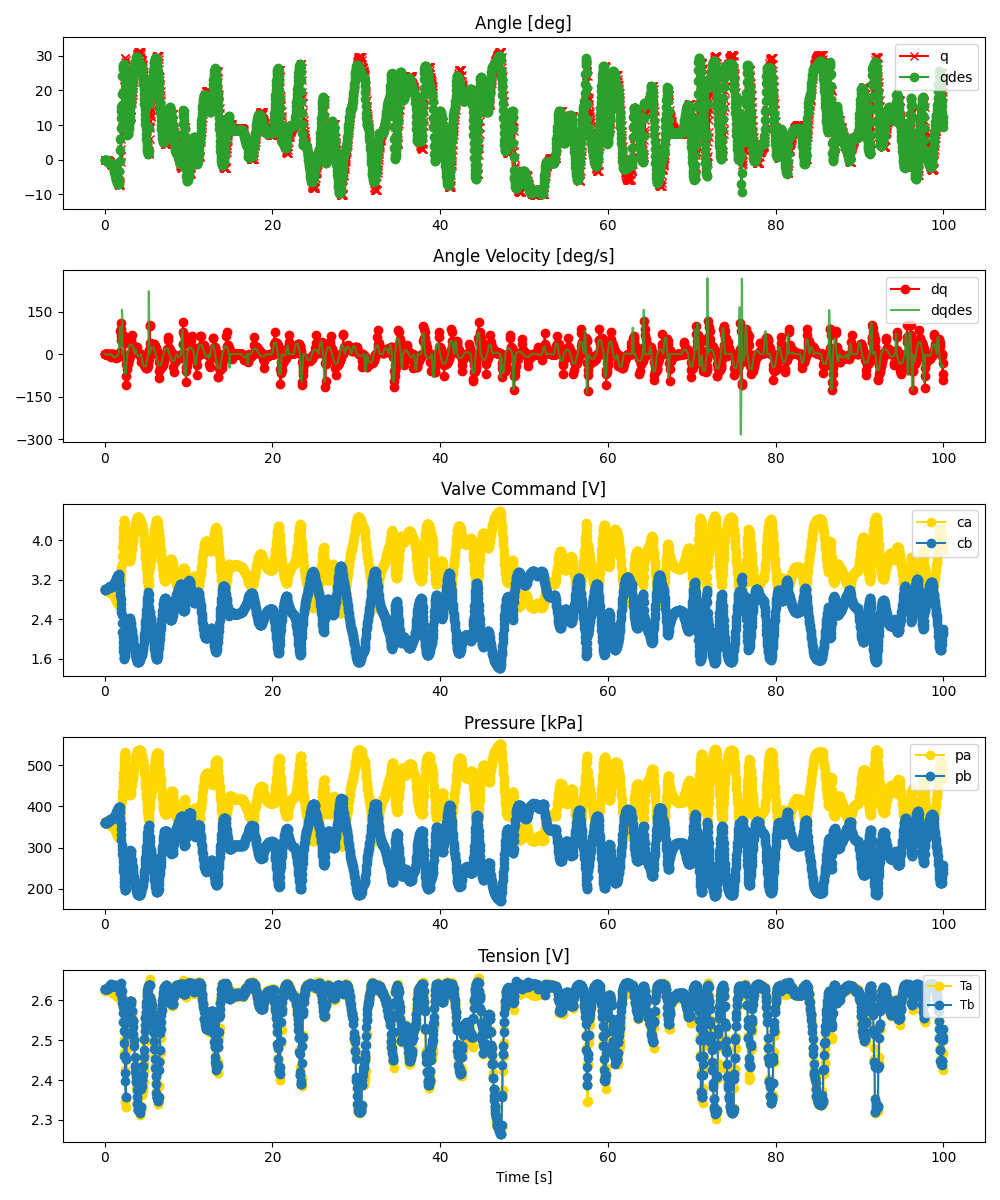 Angle [deg]
30
20
10
0
−10
q
qdes
0 20 40 60 80 100
Angle Velocity [deg/s]
150
0
−150
−300
dq
dqdes
0 20 40 60 80 100
Valve Command [V]
4.0
3.2
2.4
1.6
ca
cb
0 20 40 60 80 100
Pressure [kPa]
500
400
300
200
pa
pb
0 20 40 60 80 100
Tension [V]
2.6
2.5
2.4
2.3
Ta
Tb
0 20 40 60 80 100
Time [s]